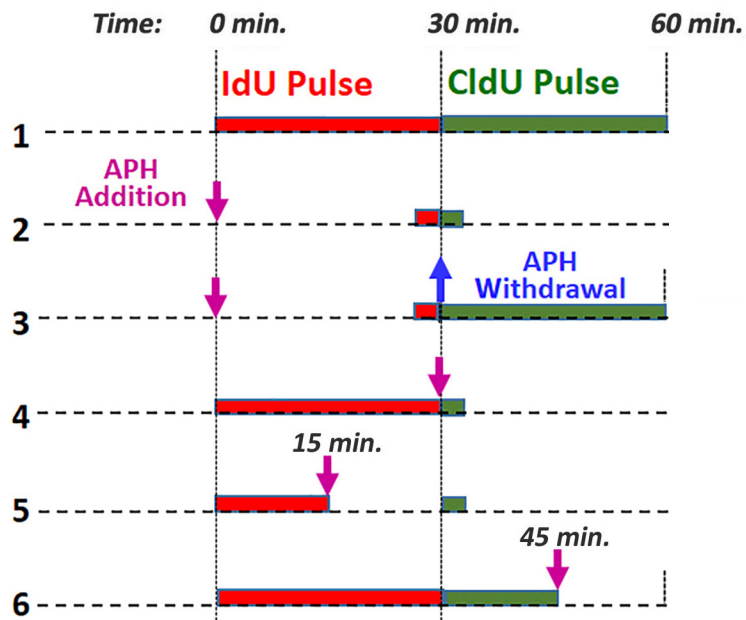 Time: 0 min. 30 min. 60 min.
IdU Pulse CldU Pulse
1
APH
Addition
2
APH
Withdrawal
3
4
15 min.
5
45 min.
6